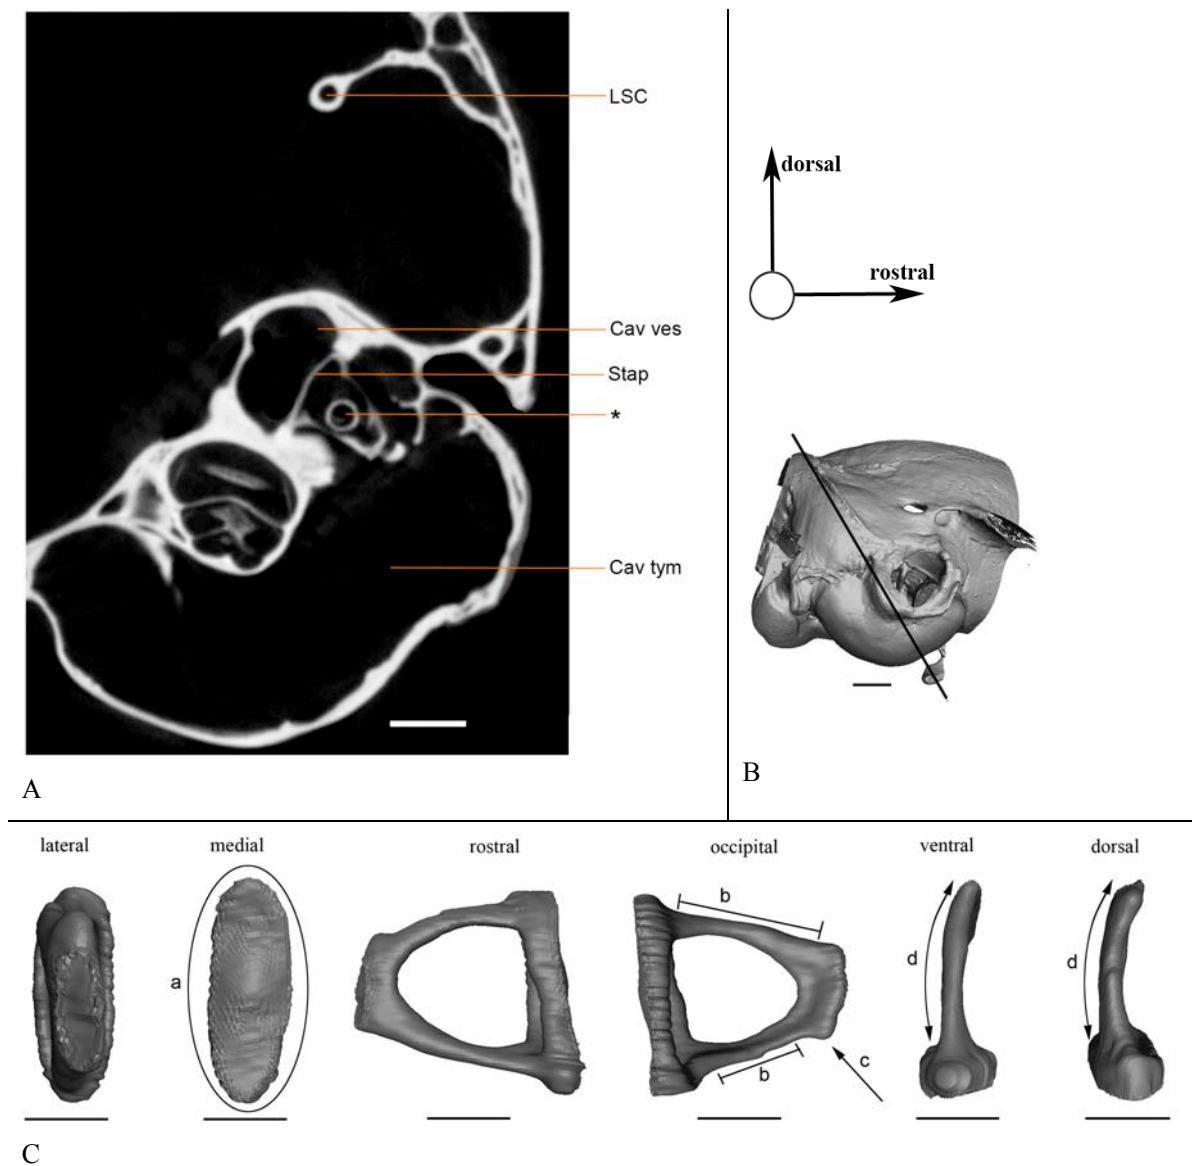 LSC
Cav ves
Stap
*
Cav tym
A
dorsal
rostral
B
lateral medial rostral occipital ventral dorsal
a b b c d d
C